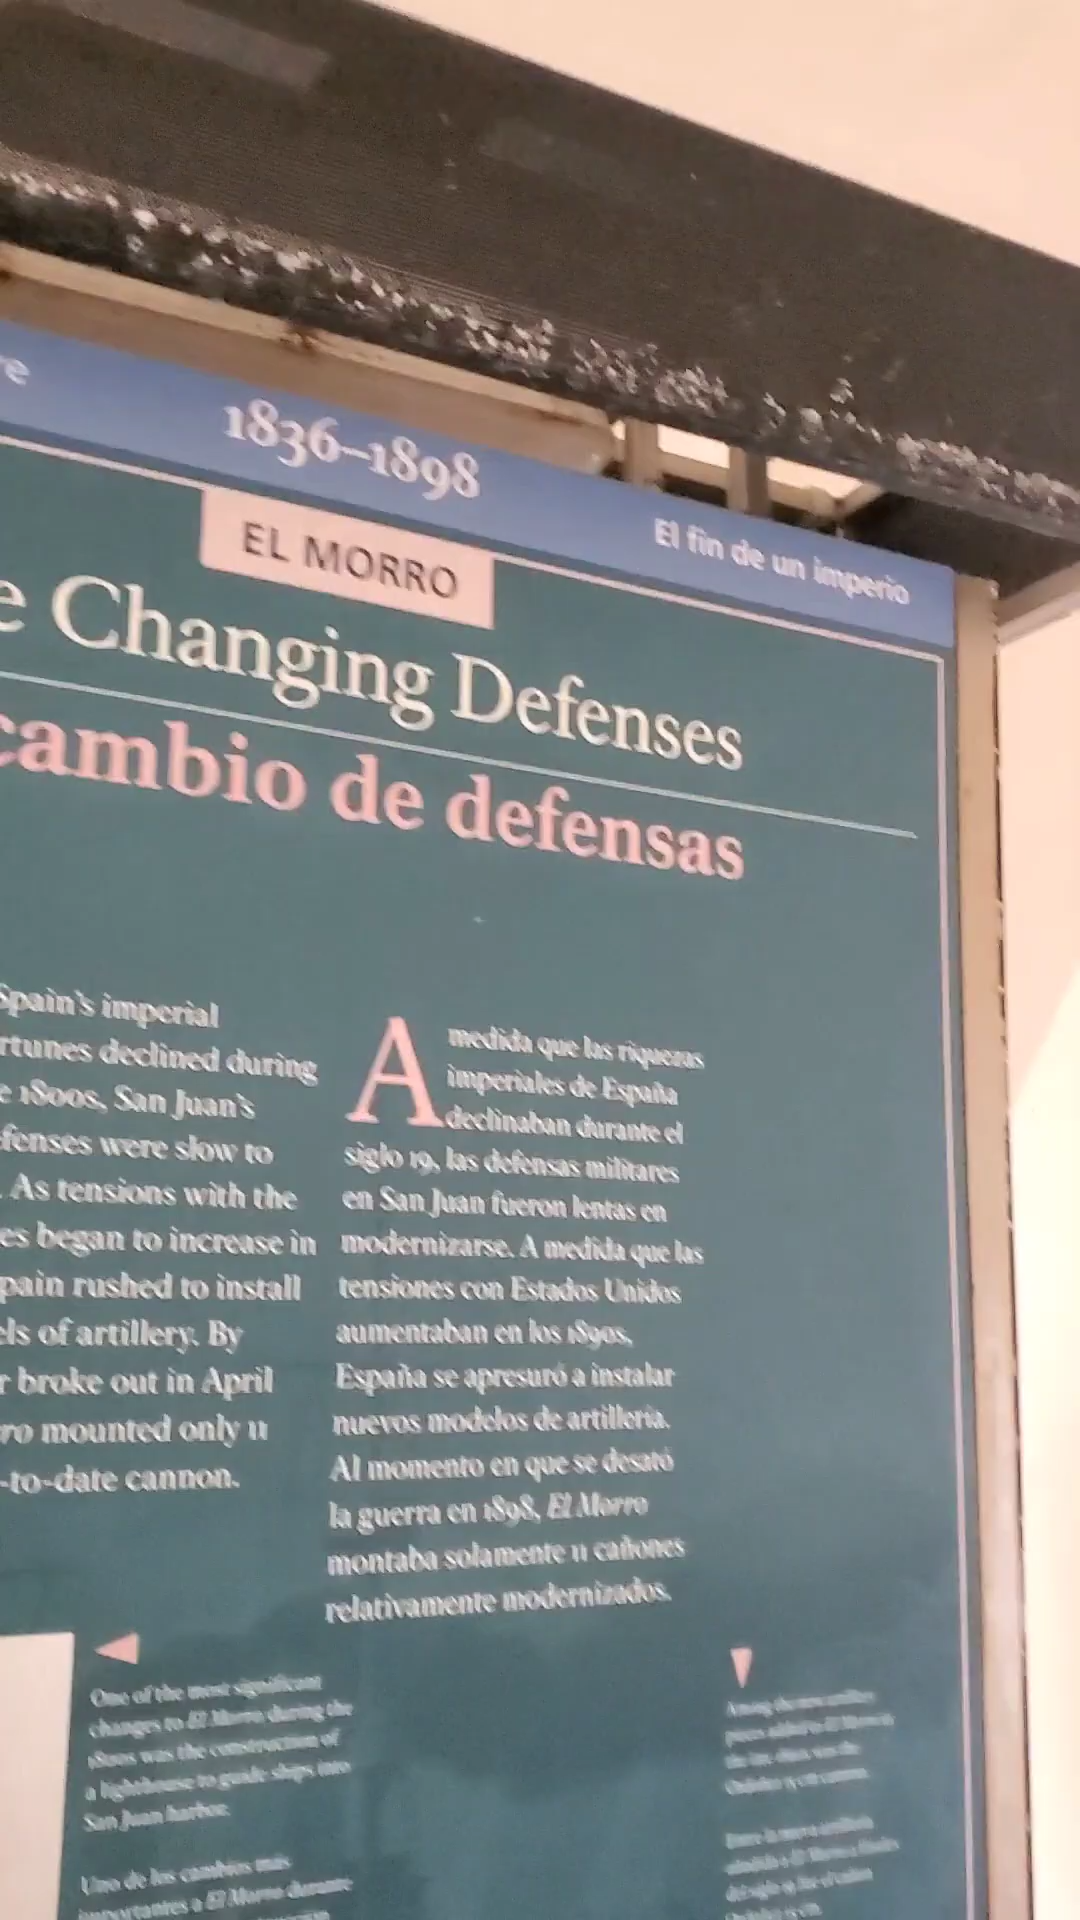 1836–1898
El fin de un imperio
EL MORRO
Changing Defenses
cambio de defensas
Spain's imperial
declined during
1800s, San Juan's
were slow to
As tensions with the
began to increase in
rushed to install
of artillery. By
broke out in April
mounted only 11
-to-date cannon.
A medida que las riquezas
imperiales de España
declinaban durante el
siglo 19, las defensas militares
en San Juan fueron lentas en
modernizarse. A medida que las
tensiones con Estados Unidos
aumentaban en los 1890s,
España se apresuró a instalar
nuevos modelos de artillería.
Al momento en que se desató
la guerra en 1898, El Morro
montaba solamente 11 cañones
relativamente modernizados.
One of the most significant
changes to El Morro during the
1800s was the construction of
a lighthouse to guide ships into
San Juan harbor.
Uno de los cambios más
importantes a El Morro durante